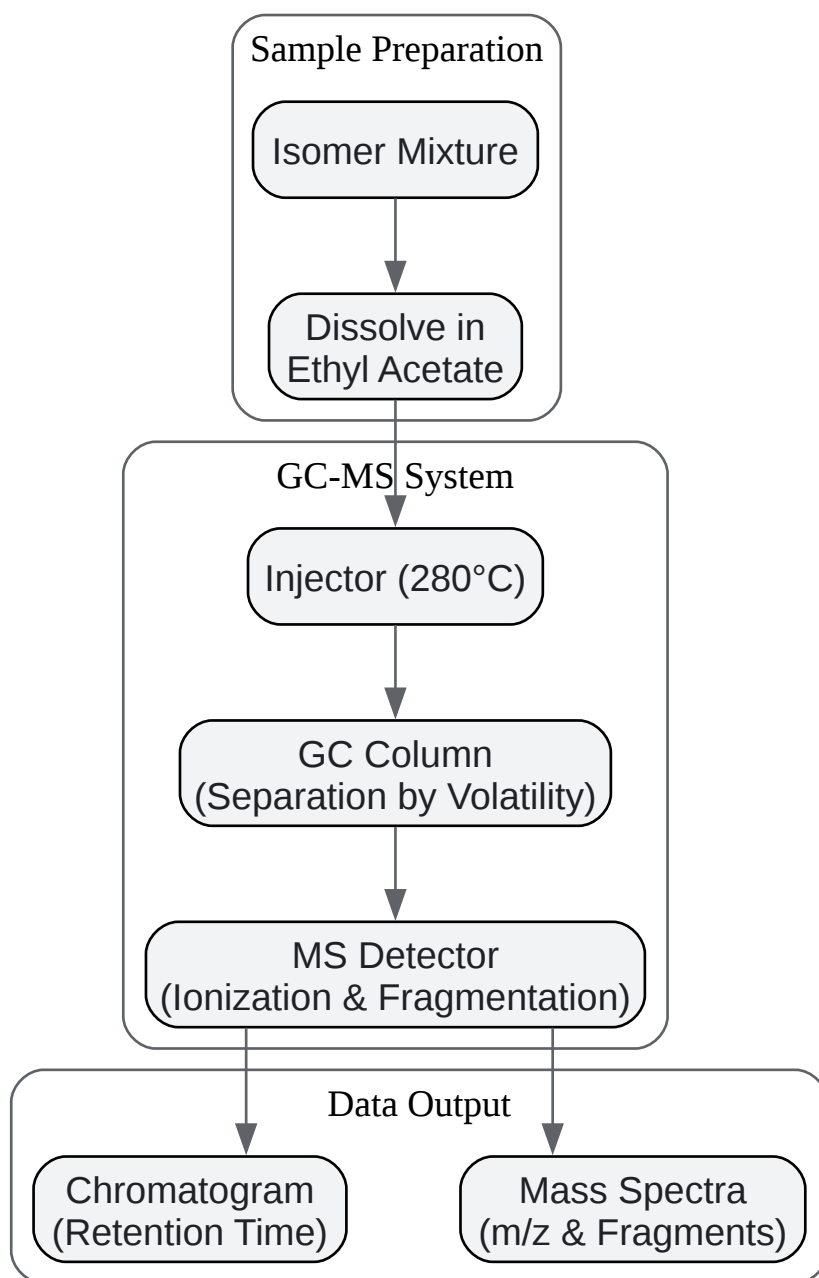 Sample Preparation
Isomer Mixture
Dissolve in
Ethyl Acetate
GC-MS System
Injector (280°C)
GC Column
(Separation by Volatility)
MS Detector
(Ionization & Fragmentation)
Data Output
Chromatogram
(Retention Time)
Mass Spectra
(m/z & Fragments)